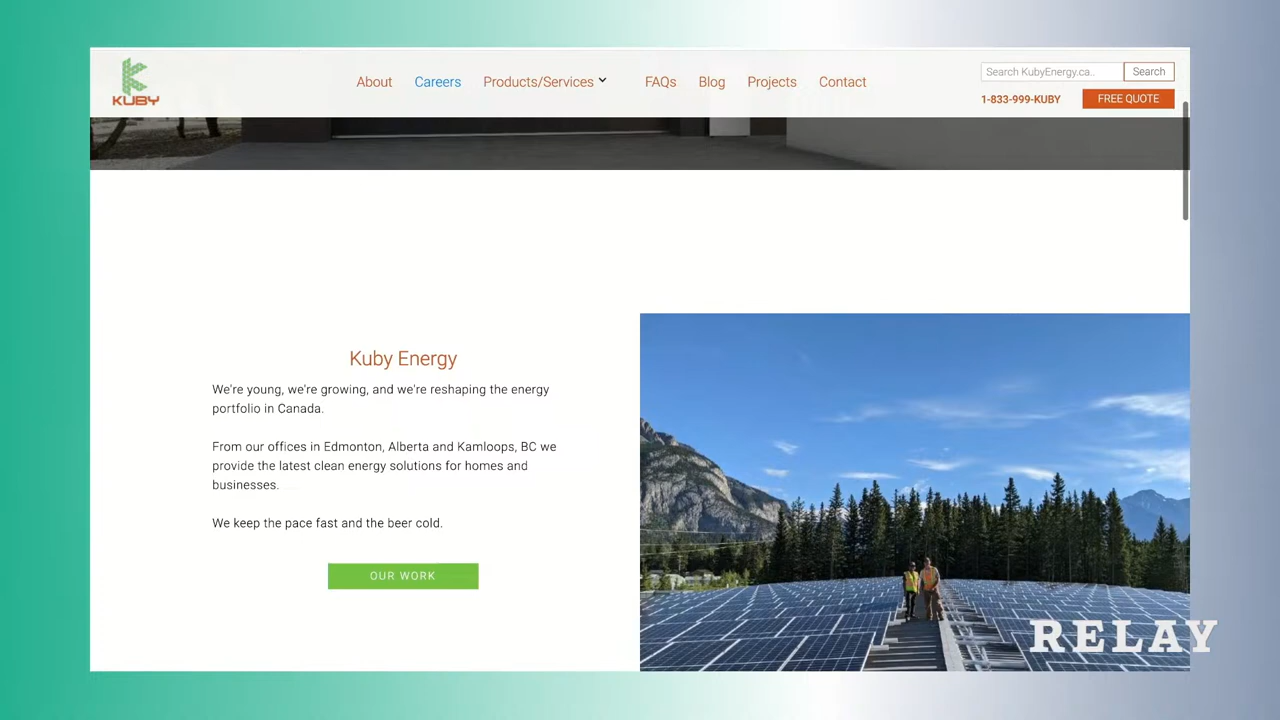 KUBY
About Careers Products/Services FAQs Blog Projects Contact
Search KubyEnergy.ca.. Search
1-833-999-KUBY FREE QUOTE
Kuby Energy
We're young, we're growing, and we're reshaping the energy
portfolio in Canada.
From our offices in Edmonton, Alberta and Kamloops, BC we
provide the latest clean energy solutions for homes and
businesses.
We keep the pace fast and the beer cold.
OUR WORK
RELAY